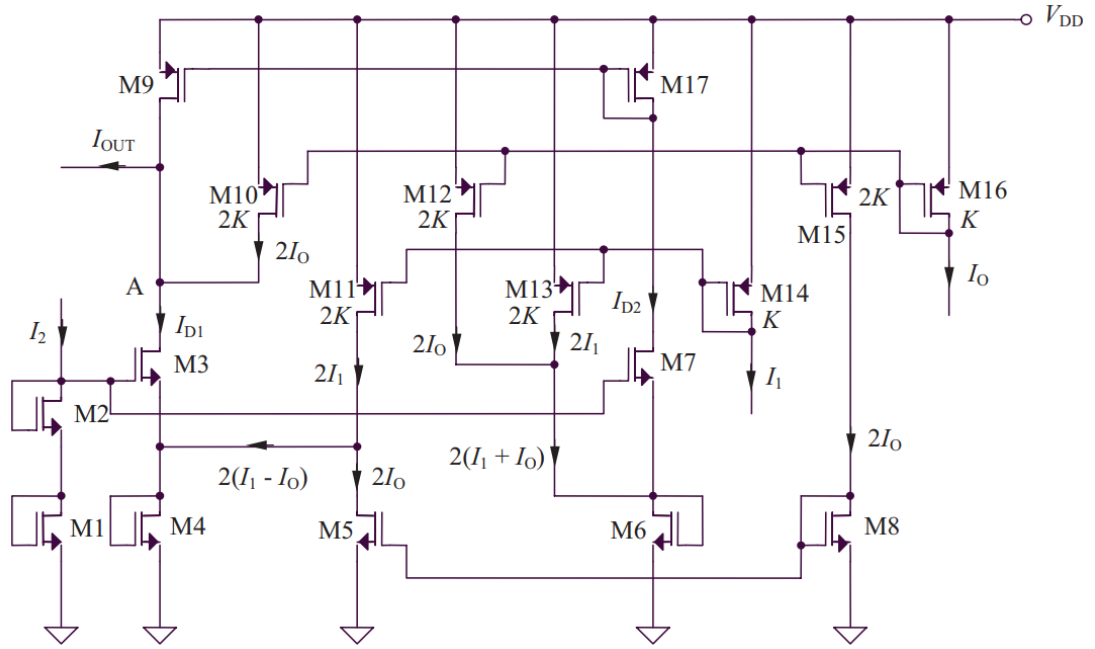 V_DD
M9
M17
I_OUT
M10
2K
M12
2K
2K
M16
K
M15
2I_O
I_O
A
M11
2K
M13
2K
I_D2
M14
K
I_2
I_D1
2I_O
2I_1
M3
M7
2I_1
I_1
M2
2(I_1 - I_O)
2I_O
2(I_1 + I_O)
2I_O
M1
M4
M5
M6
M8